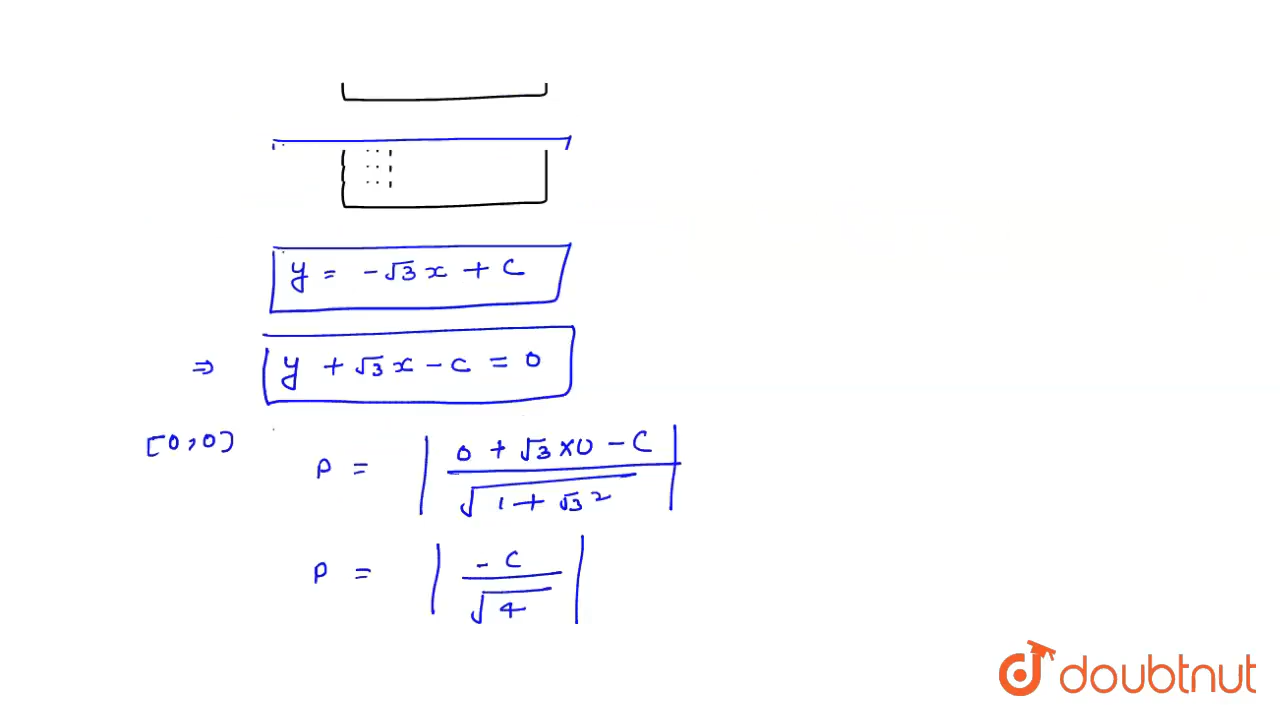 y = -√3 x + c
⇒ y + √3 x - c = 0
[0,0]
P = | 0 + √3 × 0 - c / √1 + √3² |
P = | - c / √4 |
doubtnut